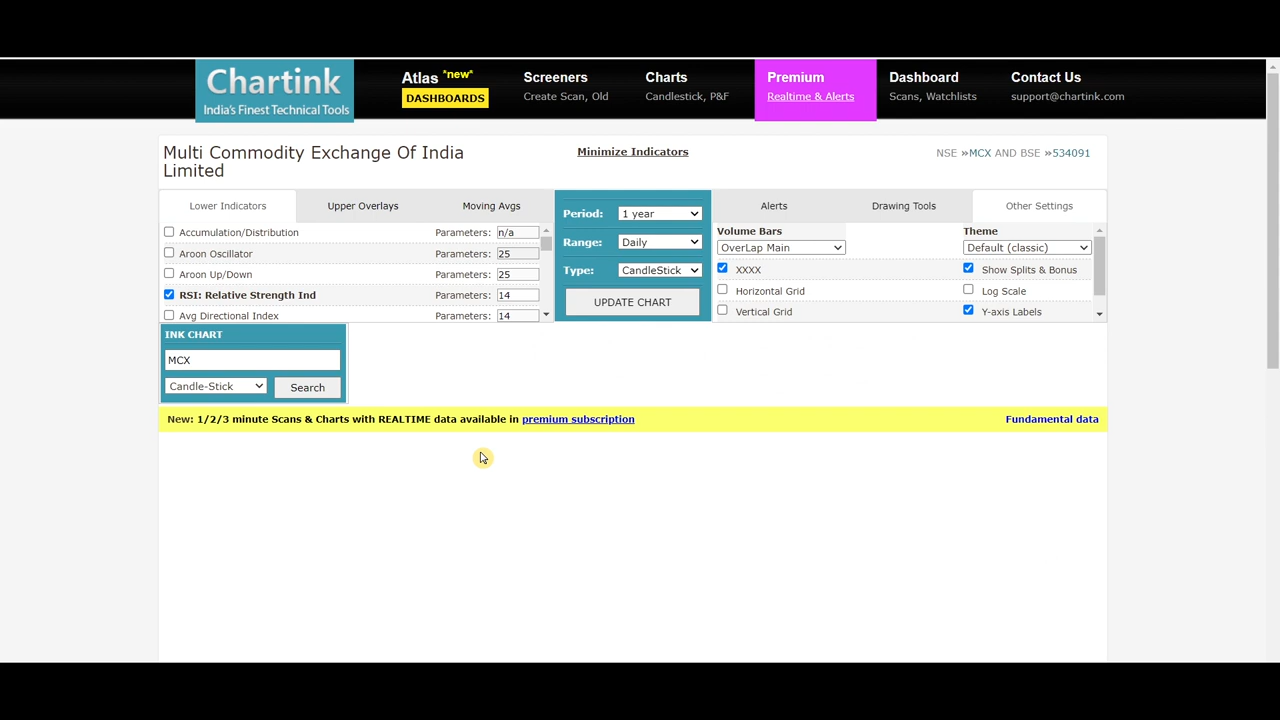 Chartink
India's Finest Technical Tools
Atlas *new*
DASHBOARDS
Screeners
Create Scan, Old
Charts
Candlestick, P&F
Premium
Realtime & Alerts
Dashboard
Scans, Watchlists
Contact Us
support@chartink.com
Multi Commodity Exchange Of India
Limited
Minimize Indicators
NSE »MCX AND BSE »534091
Lower Indicators
Upper Overlays
Moving Avgs
Accumulation/Distribution Parameters: n/a
Aroon Oscillator Parameters: 25
Aroon Up/Down Parameters: 25
RSI: Relative Strength Ind Parameters: 14
Avg Directional Index Parameters: 14
Period: 1 year
Range: Daily
Type: CandleStick
UPDATE CHART
Alerts
Drawing Tools
Other Settings
Volume Bars
OverLap Main
XXXX
Horizontal Grid
Vertical Grid
Theme
Default (classic)
Show Splits & Bonus
Log Scale
Y-axis Labels
INK CHART
MCX
Candle-Stick
Search
New: 1/2/3 minute Scans & Charts with REALTIME data available in premium subscription
Fundamental data